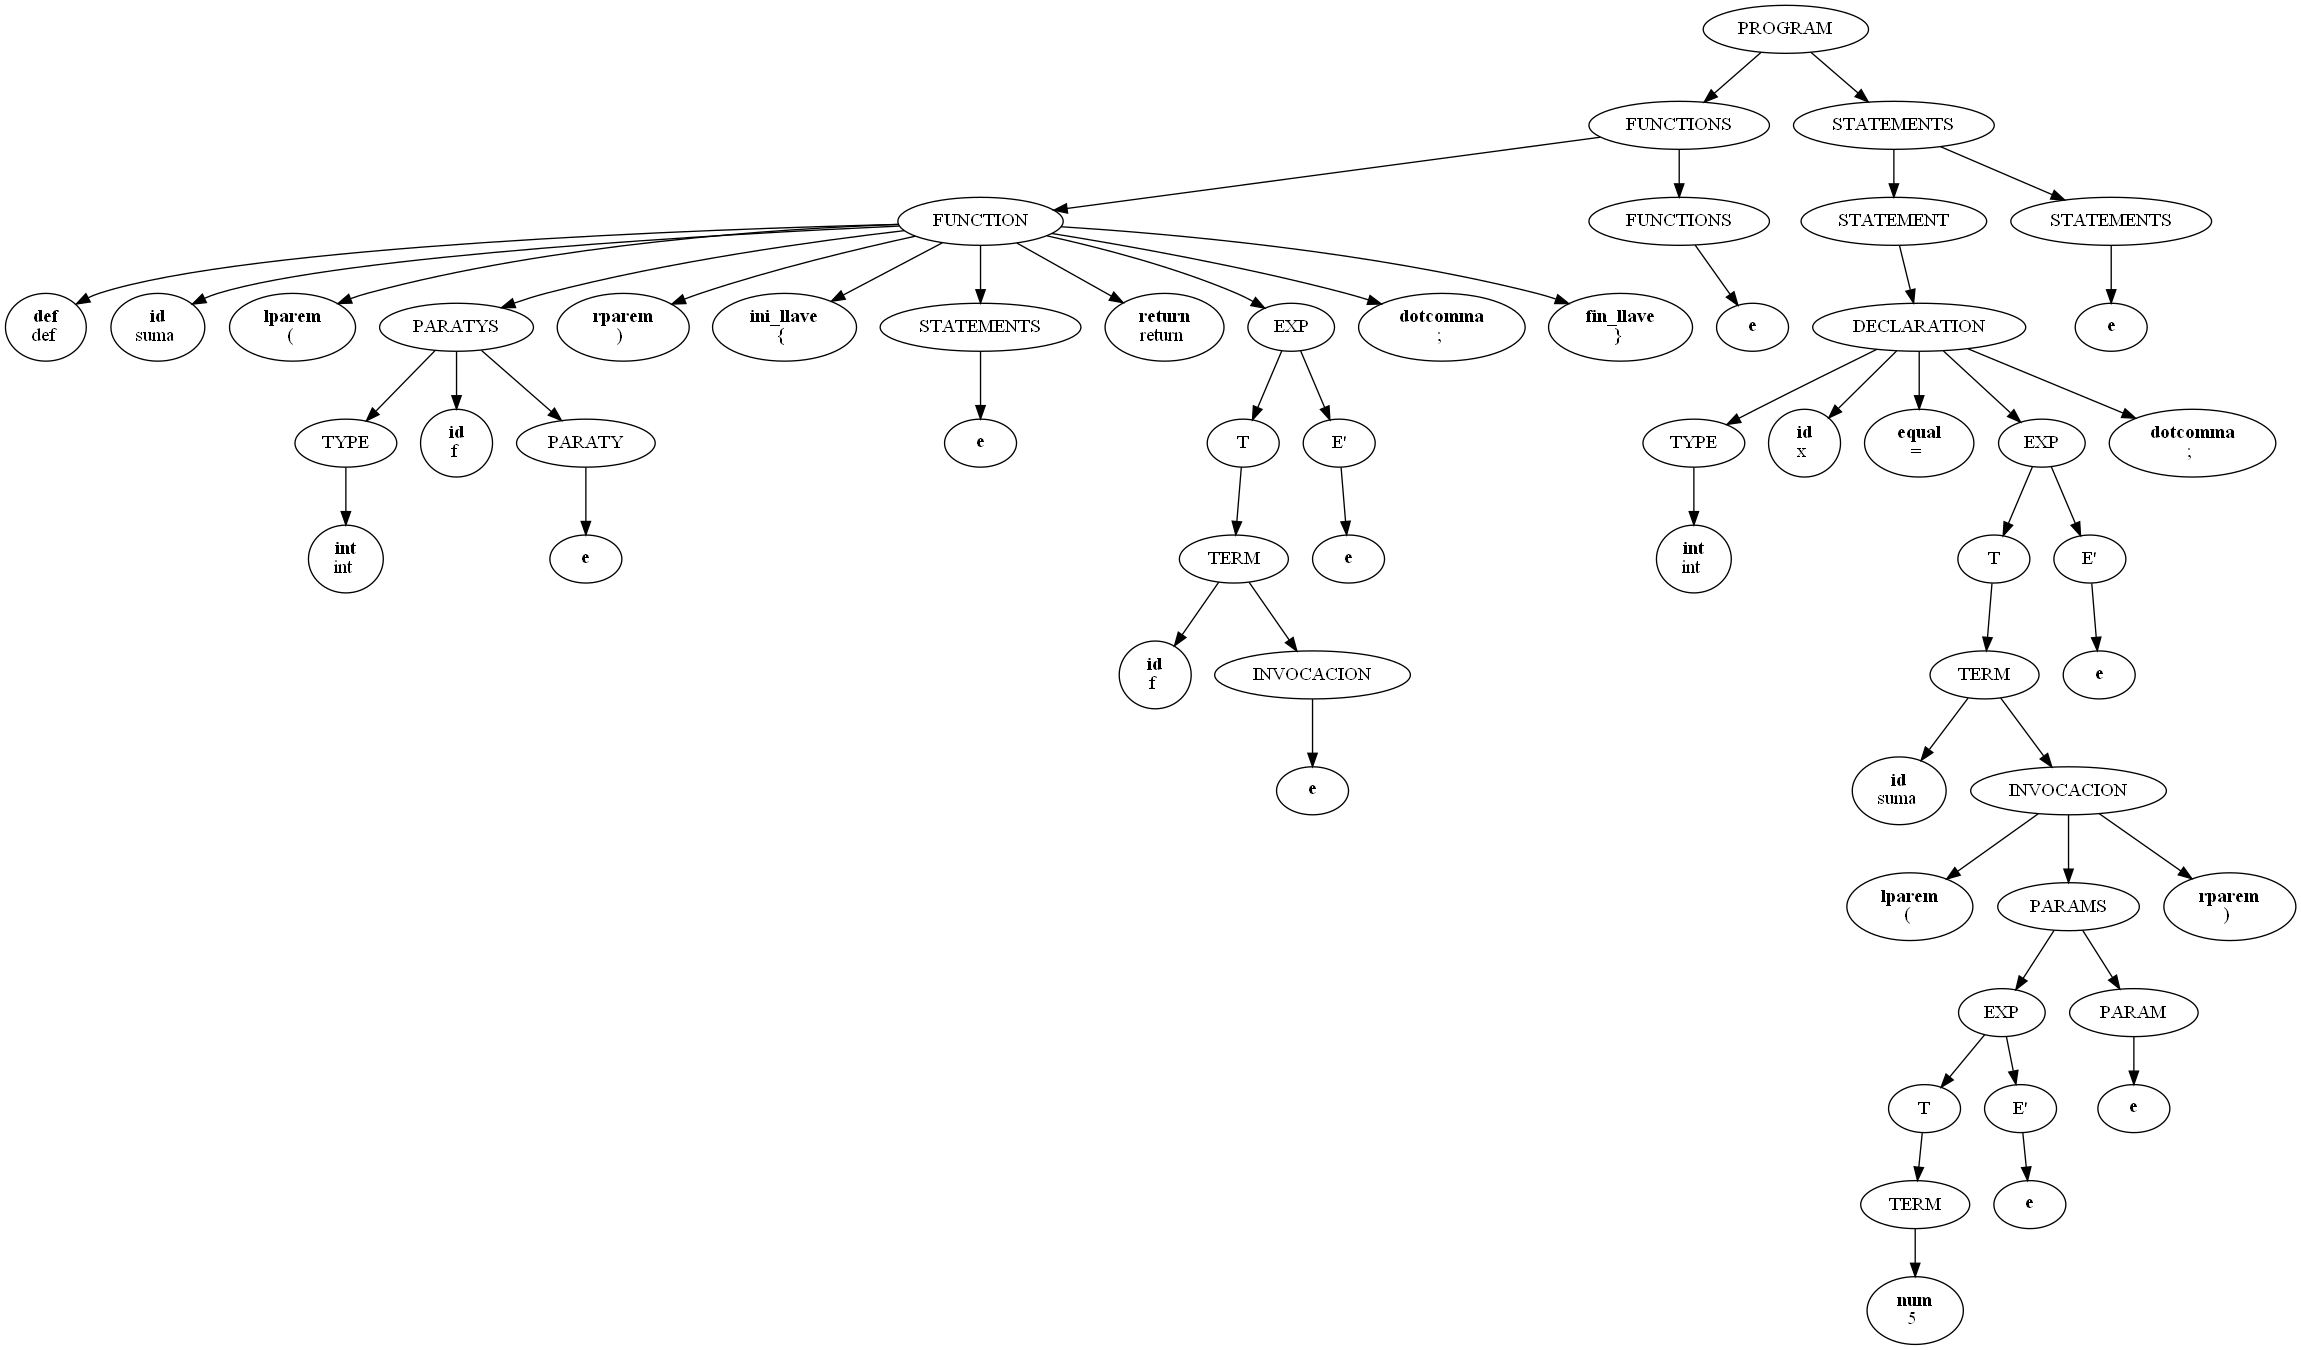 PROGRAM
FUNCTIONS
STATEMENTS
FUNCTION
FUNCTIONS
STATEMENT
STATEMENTS
def
def
id
suma
lparem
(
PARATYS
rparem
)
ini_llave
{
STATEMENTS
return
return
EXP
dotcomma
;
fin_llave
}
e
DECLARATION
e
TYPE
id
f
PARATY
e
T
E'
TYPE
id
x
equal
=
EXP
dotcomma
;
int
int
e
TERM
e
int
int
T
E'
id
f
INVOCACION
TERM
e
e
id
suma
INVOCACION
lparem
(
PARAMS
rparem
)
EXP
PARAM
T
E'
e
TERM
e
num
5